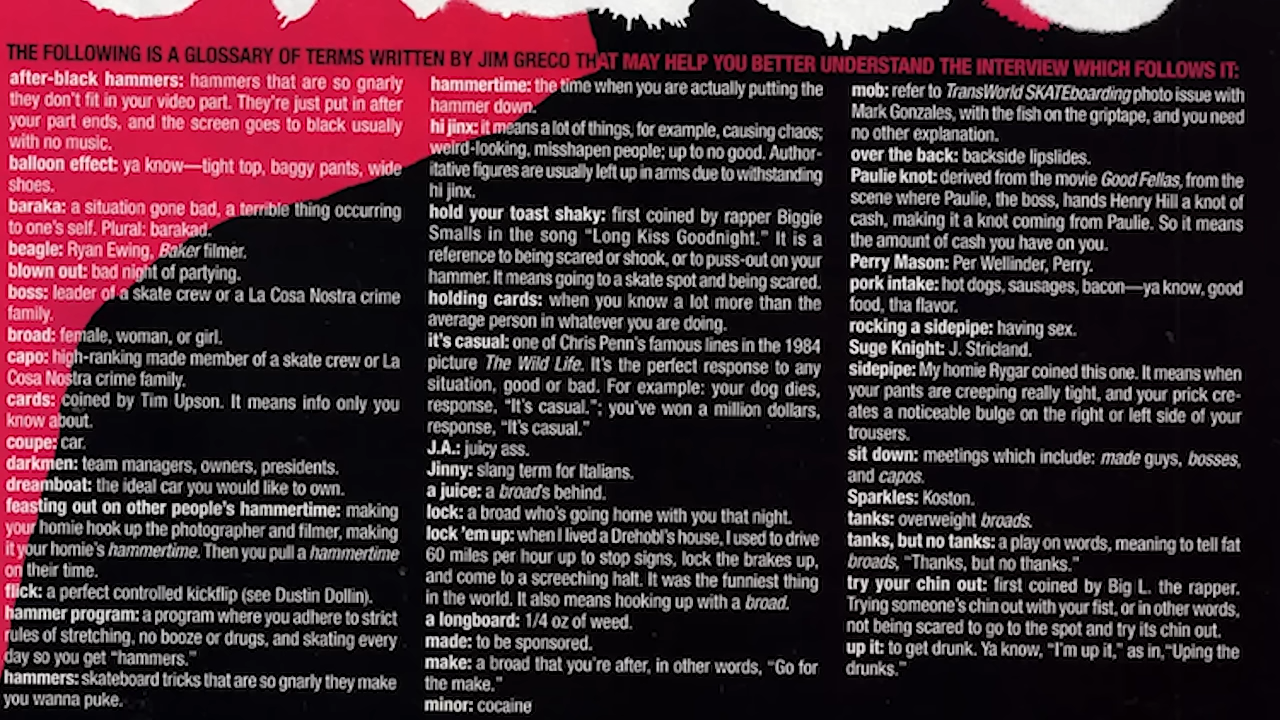 THE FOLLOWING IS A GLOSSARY OF TERMS WRITTEN BY JIM GRECO THAT MAY HELP YOU BETTER UNDERSTAND THE INTERVIEW WHICH FOLLOWS IT:
after-black hammers: hammers that are so gnarly
they don't fit in your video part. They're just put in after
your part ends, and the screen goes to black usually
with no music.
balloon effect: ya know—tight top, baggy pants, wide
shoes.
baraka: a situation gone bad, a terrible thing occurring
to one's self. Plural: barakad.
beagle: Ryan Ewing, Baker filmer.
blown out: bad night of partying.
boss: leader of a skate crew or a La Cosa Nostra crime
family.
broad: female, woman, or girl.
capo: high-ranking made member of a skate crew or La
Cosa Nostra crime family.
cards: coined by Tim Upson. It means info only you
know about.
coupe: car.
darkmen: team managers, owners, presidents.
dreamboat: the ideal car you would like to own.
feasting out on other people's hammertime: making
your homie hook up the photographer and filmer, making
it your homie's hammertime. Then you pull a hammertime
on their time.
flick: a perfect controlled kickflip (see Dustin Dollin).
hammer program: a program where you adhere to strict
rules of stretching, no booze or drugs, and skating every
day so you get "hammers."
hammers: skateboard tricks that are so gnarly they make
you wanna puke.
hammertime: the time when you are actually putting the
hammer down.
hi jinx: it means a lot of things, for example, causing chaos;
weird-looking, misshapen people; up to no good. Author-
itative figures are usually left up in arms due to withstanding
hi jinx.
hold your toast shaky: first coined by rapper Biggie
Smalls in the song "Long Kiss Goodnight." It is a
reference to being scared or shook, or to puss-out on your
hammer. It means going to a skate spot and being scared.
holding cards: when you know a lot more than the
average person in whatever you are doing.
it's casual: one of Chris Penn's famous lines in the 1984
picture The Wild Life. It's the perfect response to any
situation, good or bad. For example: your dog dies,
response, "It's casual."; you've won a million dollars,
response, "It's casual."
J.A.: juicy ass.
Jinny: slang term for Italians.
a juice: a broad's behind.
lock: a broad who's going home with you that night.
lock 'em up: when I lived a Drehobl's house, I used to drive
60 miles per hour up to stop signs, lock the brakes up,
and come to a screeching halt. It was the funniest thing
in the world. It also means hooking up with a broad.
a longboard: 1/4 oz of weed.
made: to be sponsored.
make: a broad that you're after, in other words, "Go for
the make."
minor: cocaine
mob: refer to TransWorld SKATEboarding photo issue with
Mark Gonzales, with the fish on the griptape, and you need
no other explanation.
over the back: backside lipslides.
Paulie knot: derived from the movie Good Fellas, from the
scene where Paulie, the boss, hands Henry Hill a knot of
cash, making it a knot coming from Paulie. So it means
the amount of cash you have on you.
Perry Mason: Per Wellinder, Perry.
pork intake: hot dogs, sausages, bacon—ya know, good
food, tha flavor.
rocking a sidepipe: having sex.
Suge Knight: J. Stricland.
sidepipe: My homie Rygar coined this one. It means when
your pants are creeping really tight, and your prick cre-
ates a noticeable bulge on the right or left side of your
trousers.
sit down: meetings which include: made guys, bosses,
and capos.
Sparkles: Koston.
tanks: overweight broads.
tanks, but no tanks: a play on words, meaning to tell fat
broads, "Thanks, but no thanks."
try your chin out: first coined by Big L. the rapper.
Trying someone's chin out with your fist, or in other words,
not being scared to go to the spot and try its chin out.
up it: to get drunk. Ya know, "I'm up it," as in, "Uping the
drunks."